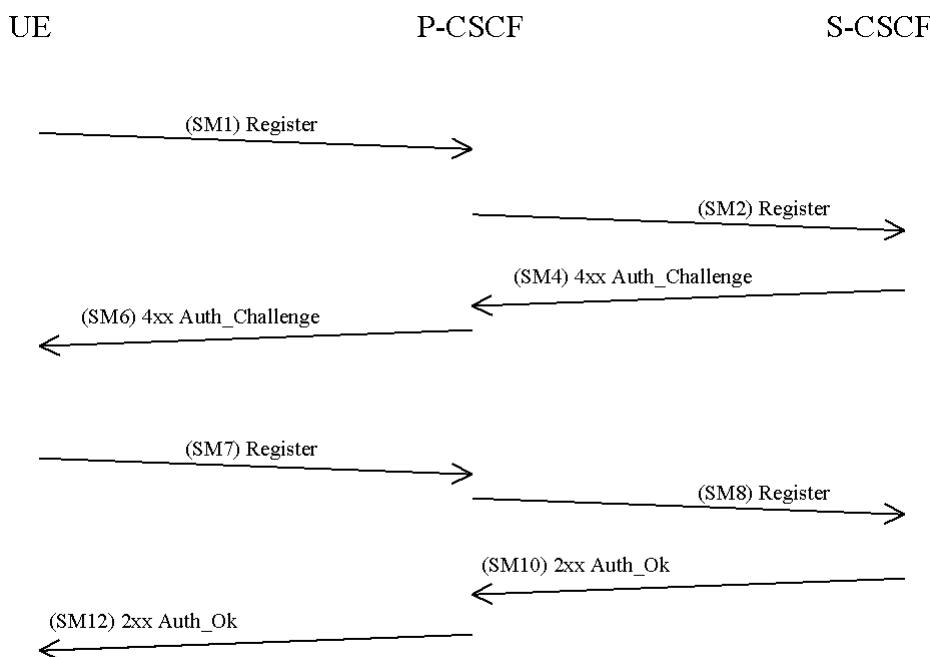 UE P-CSCF S-CSCF
(SM1) Register
(SM2) Register
(SM4) 4xx Auth_Challenge
(SM6) 4xx Auth_Challenge
(SM7) Register
(SM8) Register
(SM10) 2xx Auth_Ok
(SM12) 2xx Auth_Ok